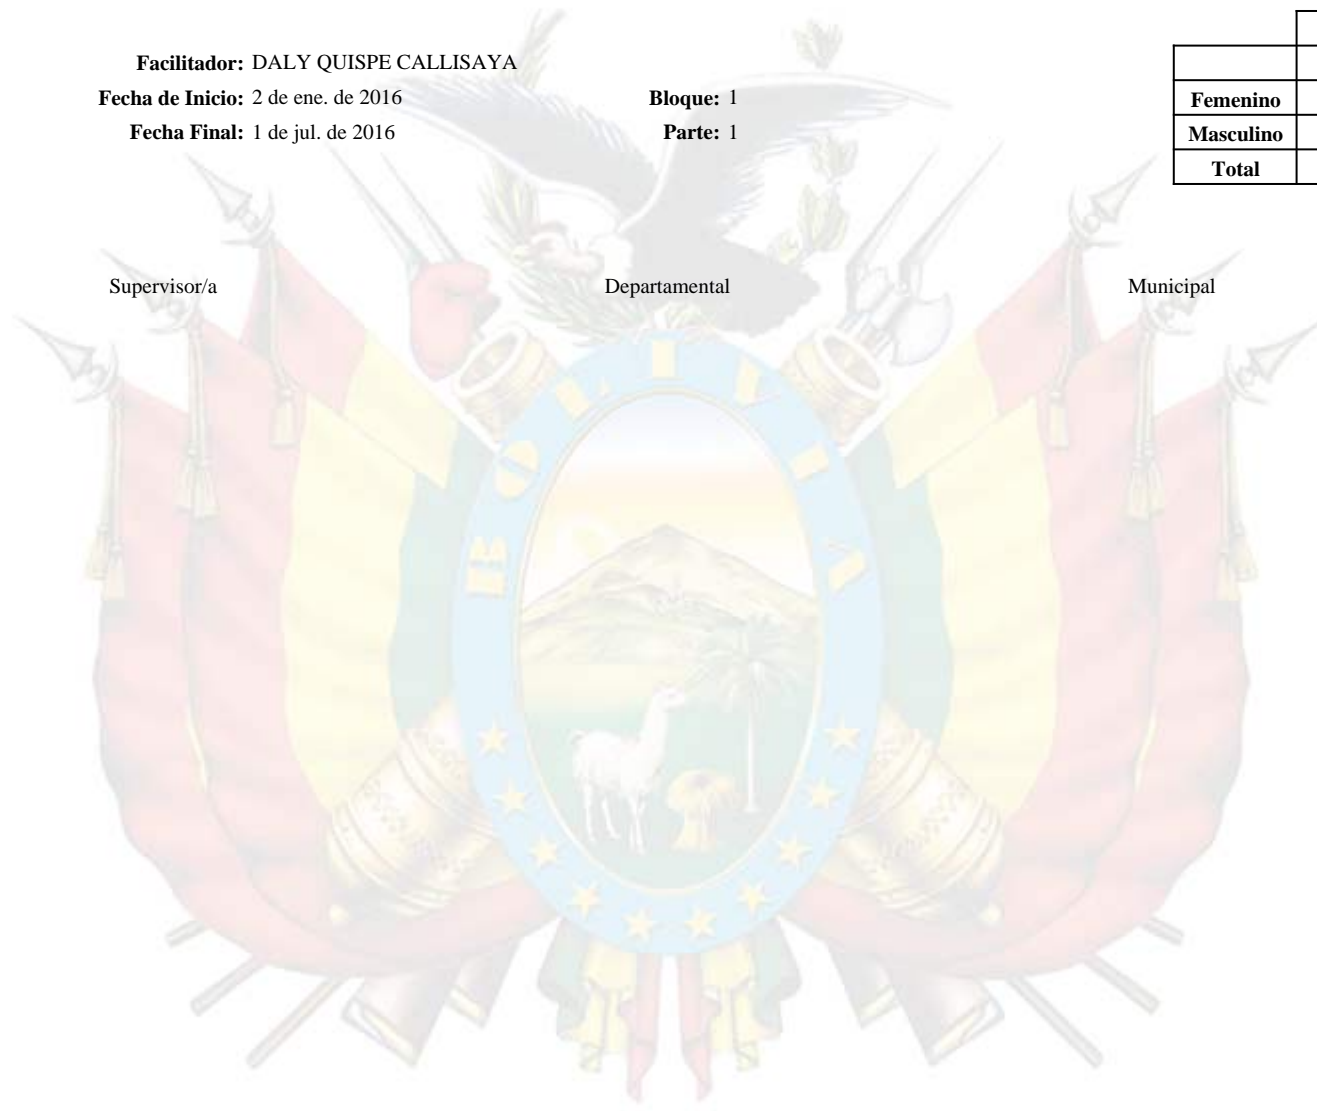 Facilitador: DALY QUISPE CALLISAYA
Fecha de Inicio: 2 de ene. de 2016 Bloque: 1
Fecha Final: 1 de jul. de 2016 Parte: 1
Femenino
Masculino
Total
Supervisor/a Departamental Municipal
BOLIVIA